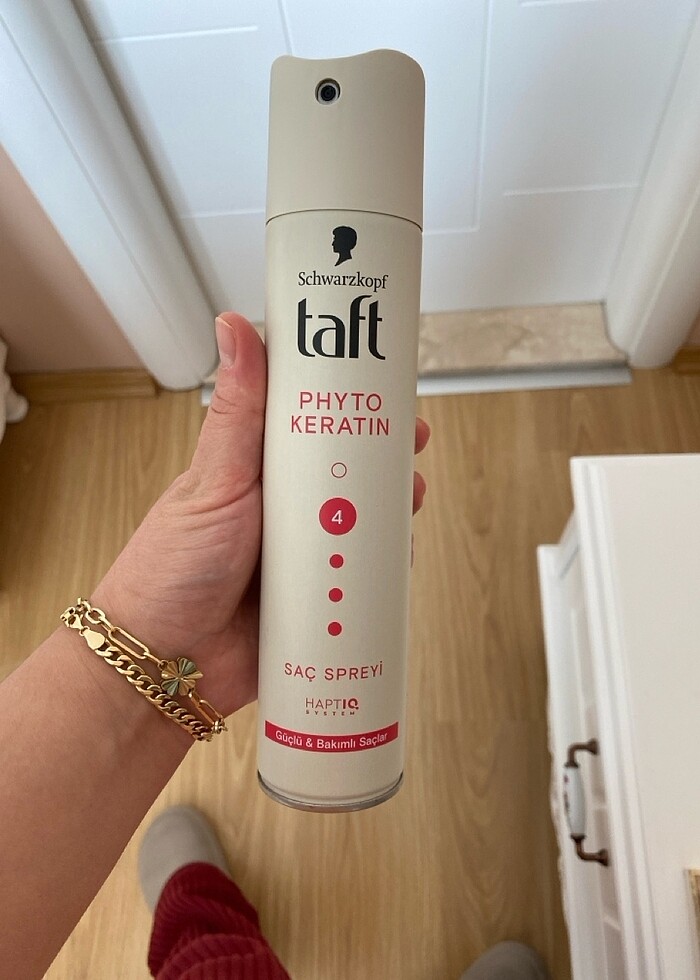 Schwarzkopf
taft
PHYTO
KERATIN
4
SAÇ SPREYİ
HAPTIQ
SYSTEM
Güçlü & Bakımlı Saçlar